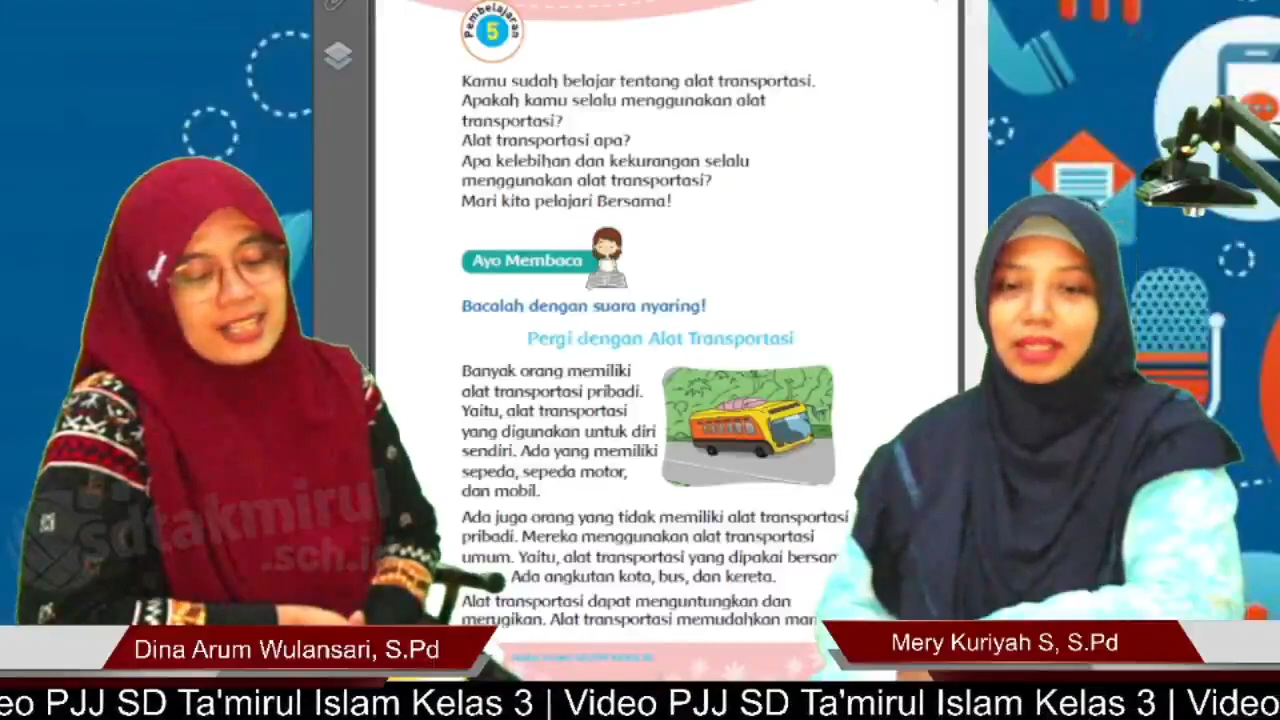 Pembelajaran
5
Kamu sudah belajar tentang alat transportasi.
Apakah kamu selalu menggunakan alat
transportasi?
Alat transportasi apa?
Apa kelebihan dan kekurangan selalu
menggunakan alat transportasi?
Mari kita pelajari Bersama!
Ayo Membaca
Bacalah dengan suara nyaring!
Pergi dengan Alat Transportasi
Banyak orang memiliki
alat transportasi pribadi.
Yaitu, alat transportasi
yang digunakan untuk diri
sendiri. Ada yang memiliki
sepeda, sepeda motor,
dan mobil.
Ada juga orang yang tidak memiliki alat transportasi
pribadi. Mereka menggunakan alat transportasi
umum. Yaitu, alat transportasi yang dipakai bersam
Ada angkutan kota, bus, dan kereta.
Alat transportasi dapat menguntungkan dan
merugikan. Alat transportasi memudahkan man
sdtakmirul
.sch.i
Dina Arum Wulansari, S.Pd
Mery Kuriyah S, S.Pd
eo PJJ SD Ta'mirul Islam Kelas 3 | Video PJJ SD Ta'mirul Islam Kelas 3 | Video